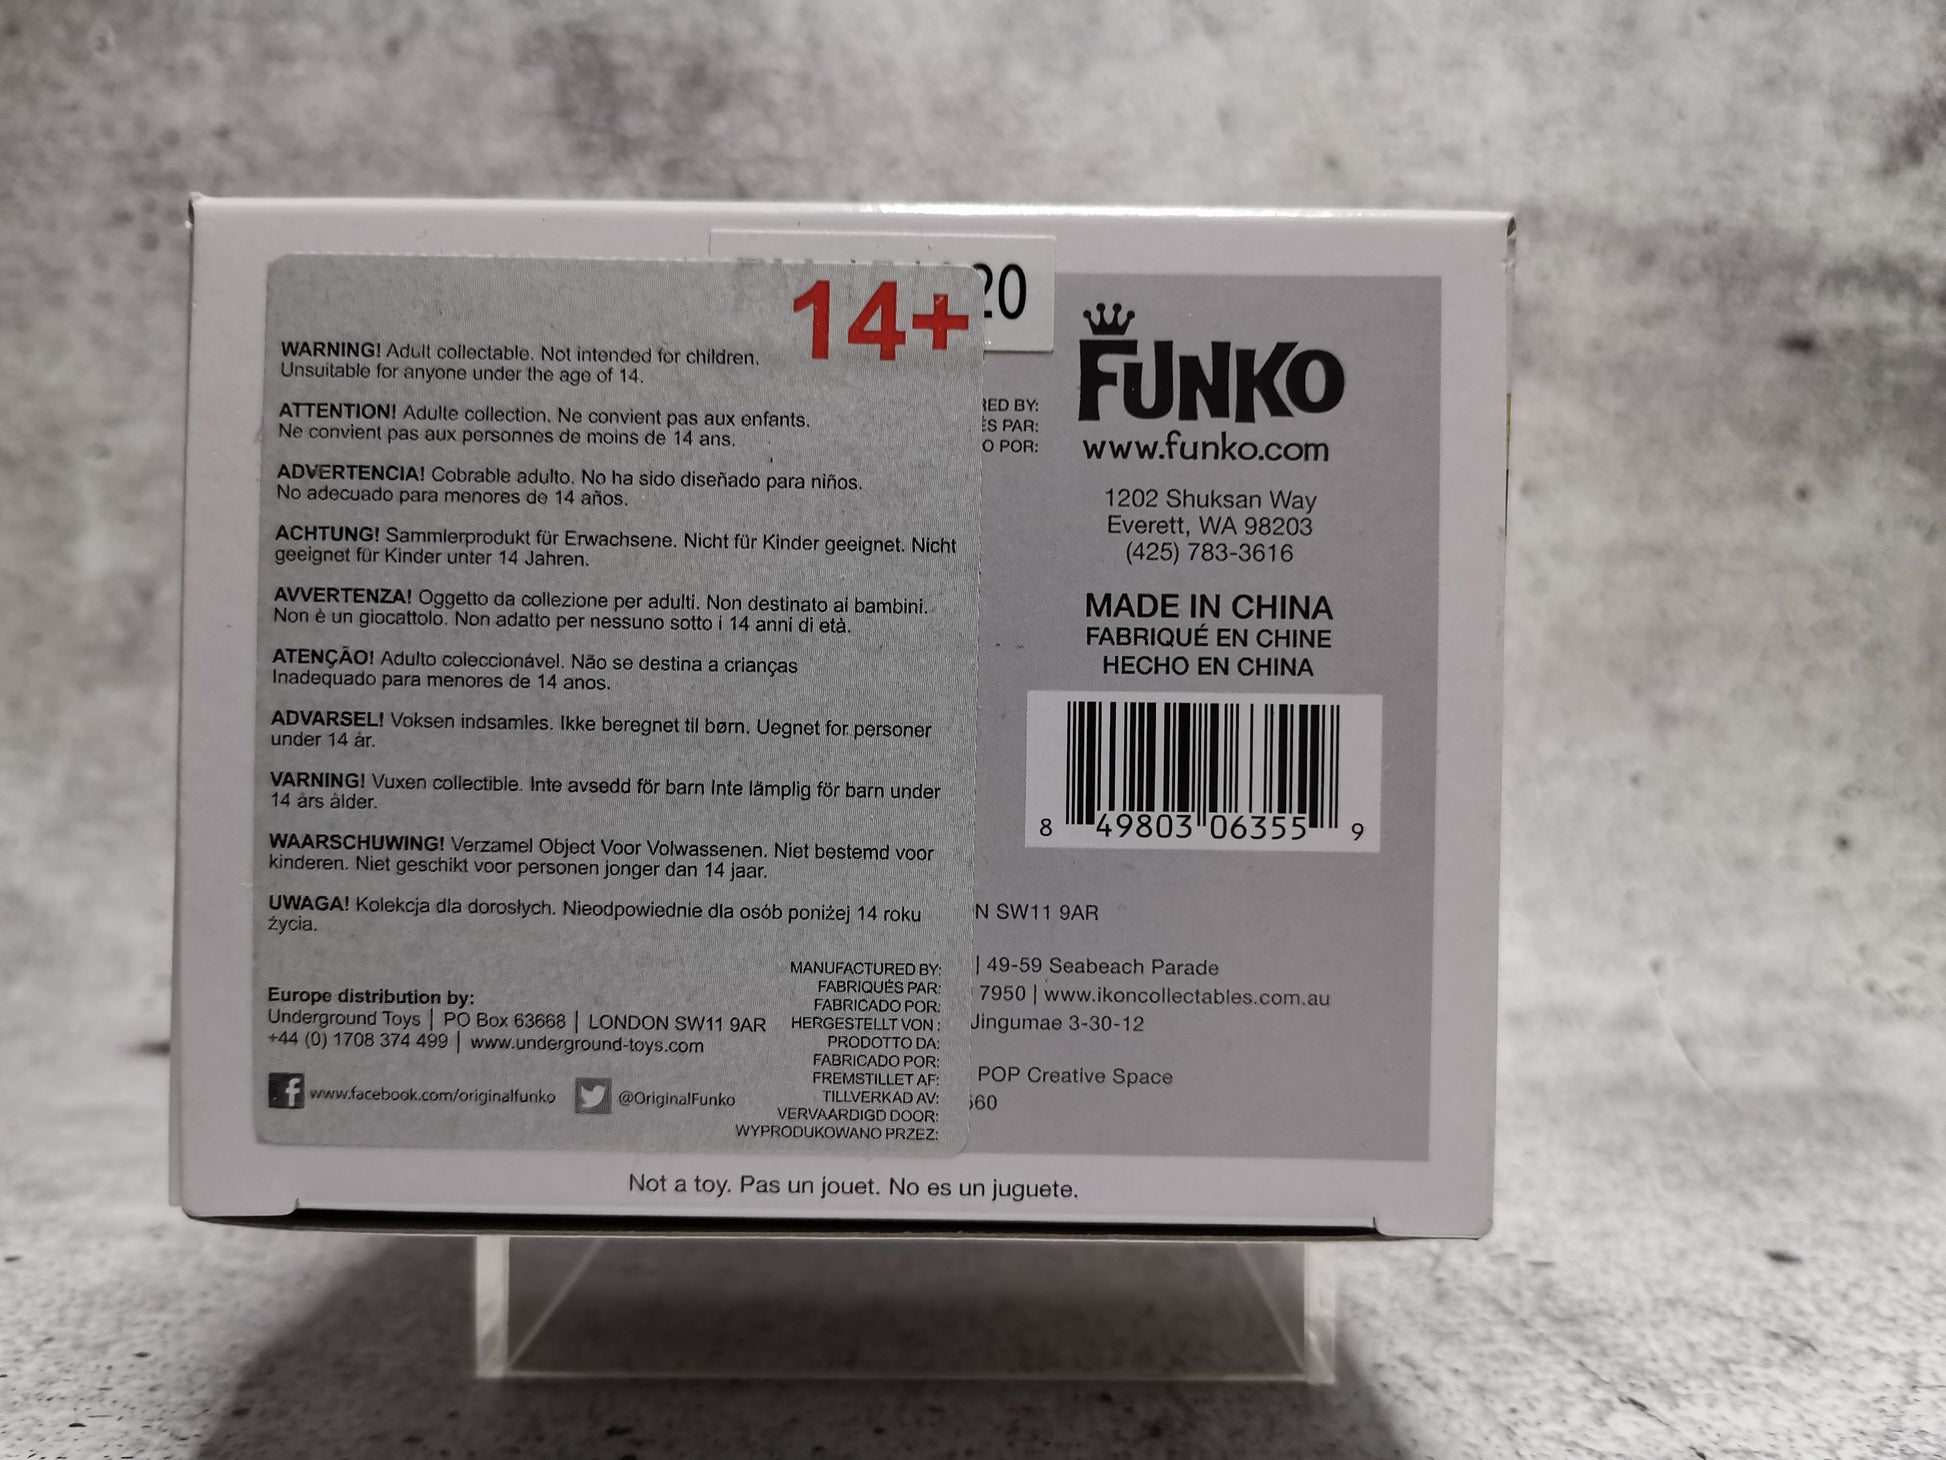 14+
WARNING! Adult collectable. Not intended for children.
Unsuitable for anyone under the age of 14.
ATTENTION! Adulte collection. Ne convient pas aux enfants.
Ne convient pas aux personnes de moins de 14 ans.
ADVERTENCIA! Cobrable adulto. No ha sido diseñado para niños.
No adecuado para menores de 14 años.
ACHTUNG! Sammlerprodukt für Erwachsene. Nicht für Kinder geeignet. Nicht
geeignet für Kinder unter 14 Jahren.
AVVERTENZA! Oggetto da collezione per adulti. Non destinato ai bambini.
Non è un giocattolo. Non adatto per nessuno sotto i 14 anni di età.
ATENÇÃO! Adulto coleccionável. Não se destina a crianças
Inadequado para menores de 14 anos.
ADVARSEL! Voksen indsamles. Ikke beregnet til børn. Uegnet for personer
under 14 år.
VARNING! Vuxen collectible. Inte avsedd för barn Inte lämplig för barn under
14 års ålder.
WAARSCHUWING! Verzamel Object Voor Volwassenen. Niet bestemd voor
kinderen. Niet geschikt voor personen jonger dan 14 jaar.
UWAGA! Kolekcja dla dorosłych. Nieodpowiednie dla osób poniżej 14 roku
życia.
Europe distribution by:
Underground Toys | PO Box 63668 | LONDON SW11 9AR
+44 (0) 1708 374 499 | www.underground-toys.com
www.facebook.com/originalfunko @OriginalFunko
MANUFACTURED BY:
FABRIQUÉS PAR:
FABRICADO POR:
HERGESTELLT VON :
PRODOTTO DA:
FABRICADO POR:
FREMSTILLET AF:
TILLVERKAD AV:
VERVAARDIGD DOOR:
WYPRODUKOWANO PRZEZ:
20
BY:
PAR:
POR:
FUNKO
www.funko.com
1202 Shuksan Way
Everett, WA 98203
(425) 783-3616
MADE IN CHINA
FABRIQUÉ EN CHINE
HECHO EN CHINA
8 49803 06355 9
N SW11 9AR
| 49-59 Seabeach Parade
7950 | www.ikoncollectables.com.au
Jingumae 3-30-12
POP Creative Space
60
Not a toy. Pas un jouet. No es un juguete.